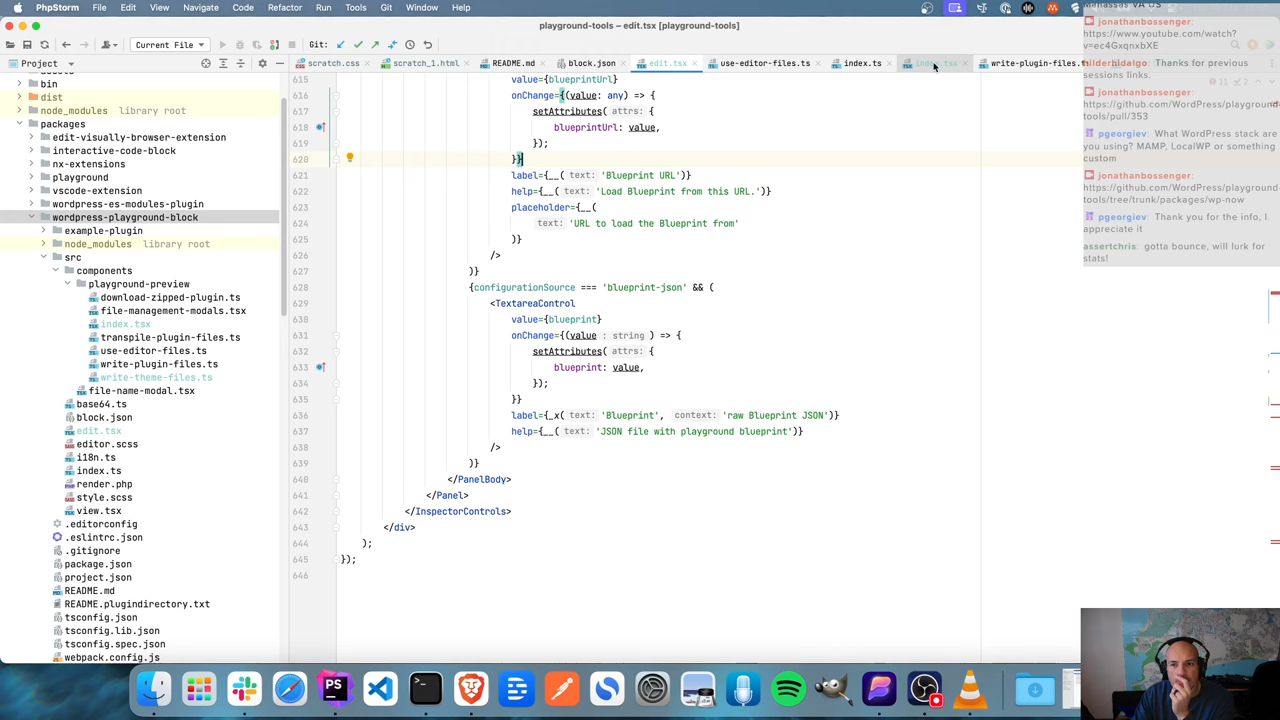 PhpStorm File Edit View Navigate Code Refactor Run Tools Git Window Help
playground-tools – edit.tsx [playground-tools]
Current File
Git:
Project
scratch.css
scratch_1.html
README.md
block.json
edit.tsx
use-editor-files.ts
index.ts
index.tsx
write-plugin-files.ts
bin
dist
node_modules library root
packages
edit-visually-browser-extension
interactive-code-block
nx-extensions
playground
vscode-extension
wordpress-es-modules-plugin
wordpress-playground-block
example-plugin
node_modules library root
src
components
playground-preview
download-zipped-plugin.ts
file-management-modals.tsx
index.tsx
transpile-plugin-files.ts
use-editor-files.ts
write-plugin-files.ts
write-theme-files.ts
file-name-modal.tsx
base64.ts
block.json
edit.tsx
editor.scss
i18n.ts
index.ts
render.php
style.scss
view.tsx
.editorconfig
.eslintrc.json
.gitignore
package.json
project.json
README.md
README.plugindirectory.txt
tsconfig.json
tsconfig.lib.json
tsconfig.spec.json
webpack.config.js
615 value={blueprintUrl}
616 onChange={(value: any) => {
617 setAttributes( attrs: {
618 blueprintUrl: value,
619 });
620 }}
621 label={__( text: 'Blueprint URL')}
622 help={__( text: 'Load Blueprint from this URL.')}
623 placeholder={__(
624 text: 'URL to load the Blueprint from'
625 )}
626 />
627 )}
628 {configurationSource === 'blueprint-json' && (
629 <TextareaControl
630 value={blueprint}
631 onChange={(value : string ) => {
632 setAttributes( attrs: {
633 blueprint: value,
634 });
635 }}
636 label={_x( text: 'Blueprint', context: 'raw Blueprint JSON')}
637 help={__( text: 'JSON file with playground blueprint')}
638 />
639 )}
640 </PanelBody>
641 </Panel>
642 </InspectorControls>
643 </div>
644 );
645 });
646
Manassas VA US
jonathanbossenger:
https://www.youtube.com/watch?
v=ec4GxqnxbXE
hilderhidalgo: Thanks for previous
sessions links.
jonathanbossenger:
https://github.com/WordPress/playground-
tools/pull/353
pgeorgiev: What WordPress stack are
you using? MAMP, LocalWP or something
custom
jonathanbossenger:
https://github.com/WordPress/playground-
tools/tree/trunk/packages/wp-now
pgeorgiev: Thank you for the info, I
appreciate it
assertchris: gotta bounce, will lurk for
stats!